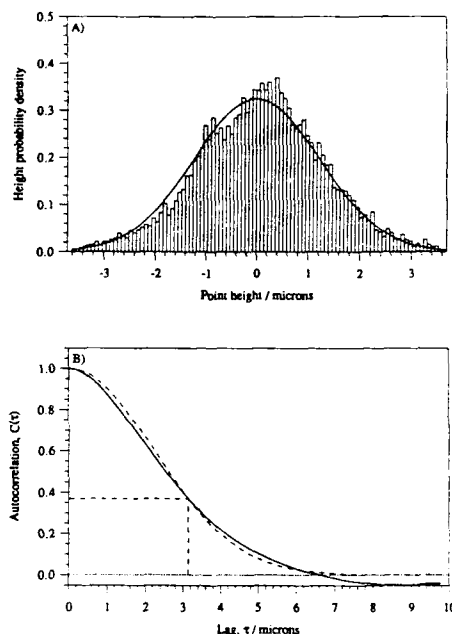 A)
0.5
0.4
0.3
0.2
0.1
0.0
Height probability density
-3 -2 -1 0 1 2 3
Point height / microns
B)
1.0
0.8
0.6
0.4
0.2
0.0
Autocorrelation, C(τ)
0 1 2 3 4 5 6 7 8 9 10
Lag, τ / microns